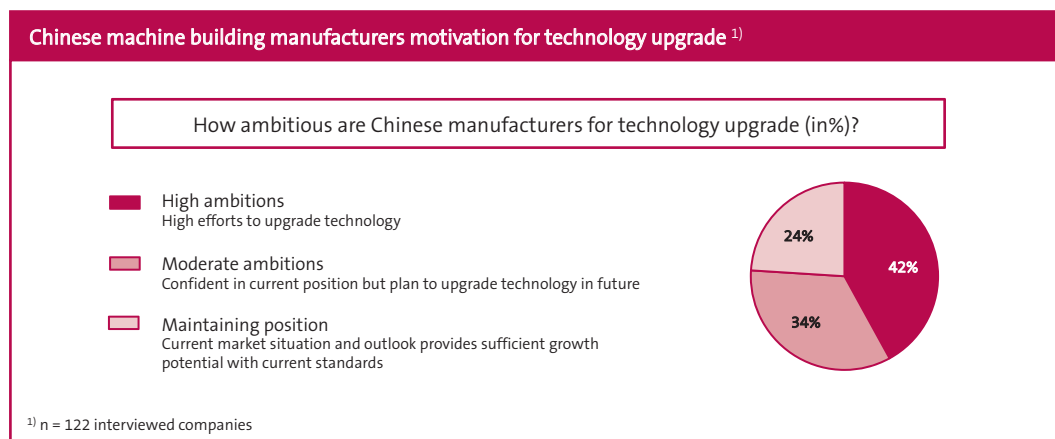 Chinese machine building manufacturers motivation for technology upgrade 1)
How ambitious are Chinese manufacturers for technology upgrade (in%)?
High ambitions
High efforts to upgrade technology
Moderate ambitions
Confident in current position but plan to upgrade technology in future
Maintaining position
Current market situation and outlook provides sufficient growth
potential with current standards
24%
42%
34%
1) n = 122 interviewed companies